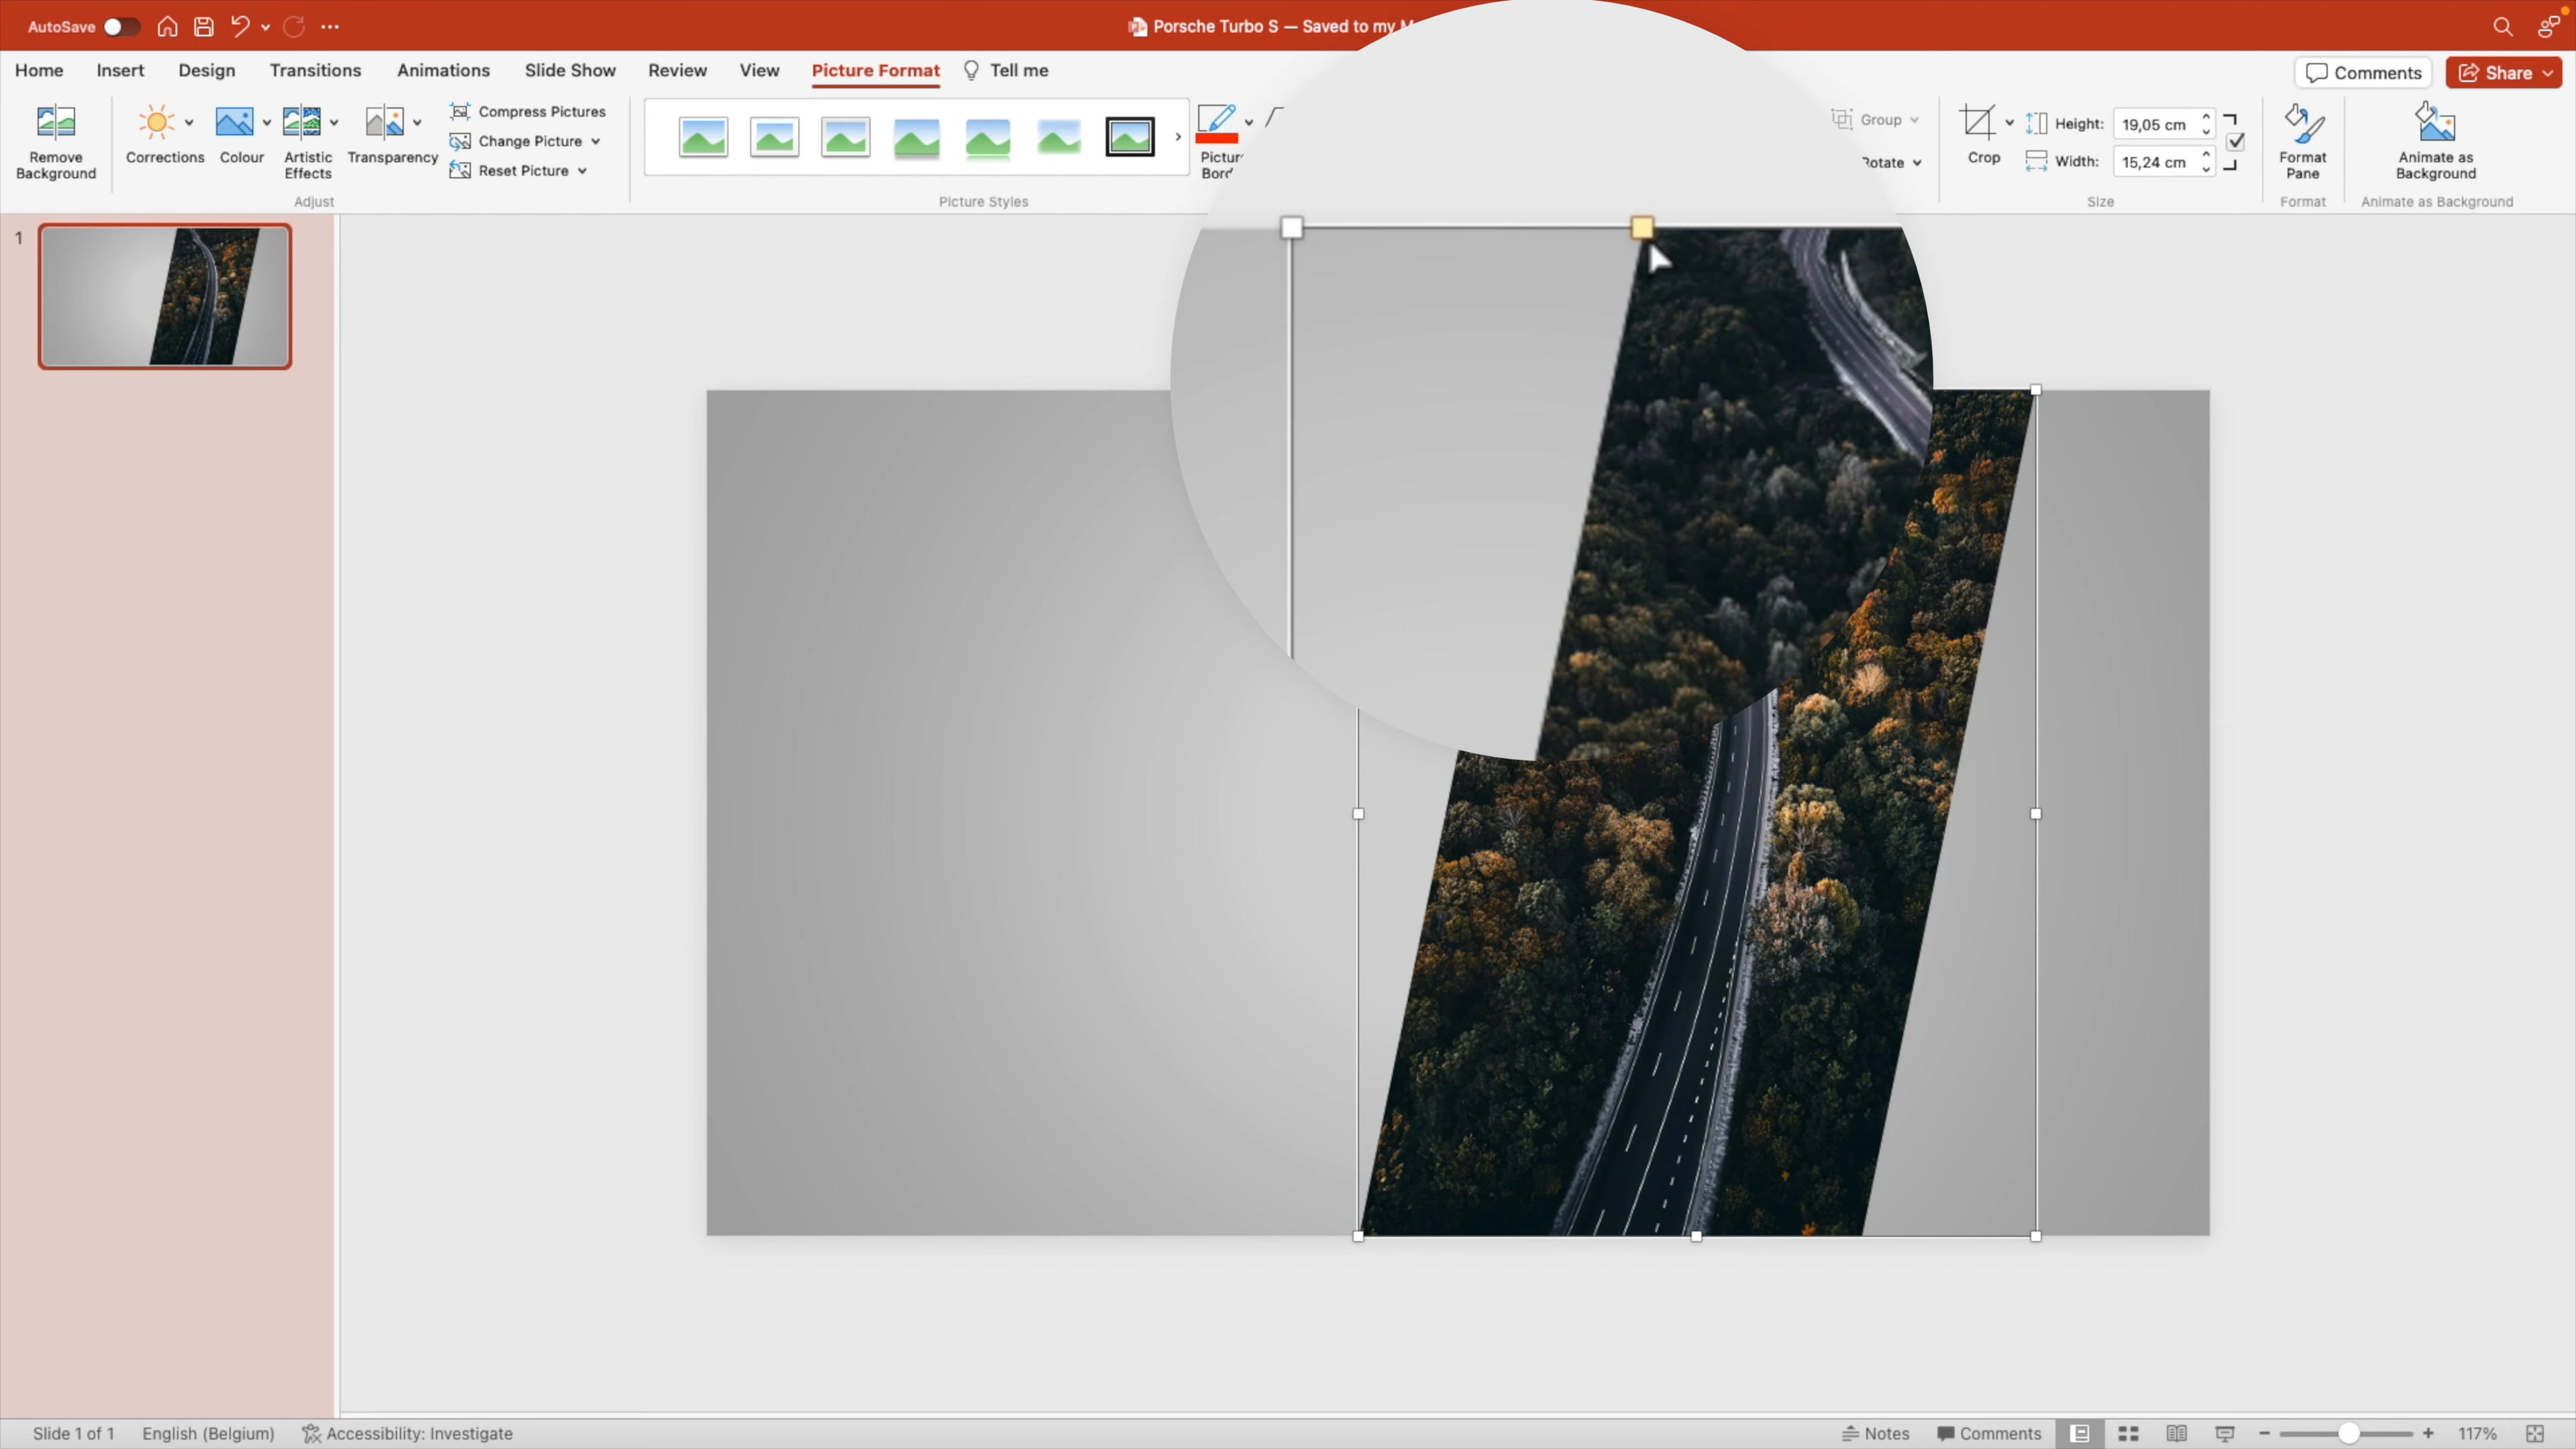 AutoSave
Porsche Turbo S — Saved to my
Home Insert Design Transitions Animations Slide Show Review View Picture Format Tell me
Comments Share
Remove Background
Corrections
Colour
Artistic Effects
Transparency
Compress Pictures
Change Picture
Reset Picture
Adjust
Picture Styles
Group
Rotate
Crop
Height: 19,05 cm
Width: 15,24 cm
Size
Format Pane
Format
Animate as Background
Animate as Background
1
Slide 1 of 1 English (Belgium) Accessibility: Investigate
Notes Comments 117%